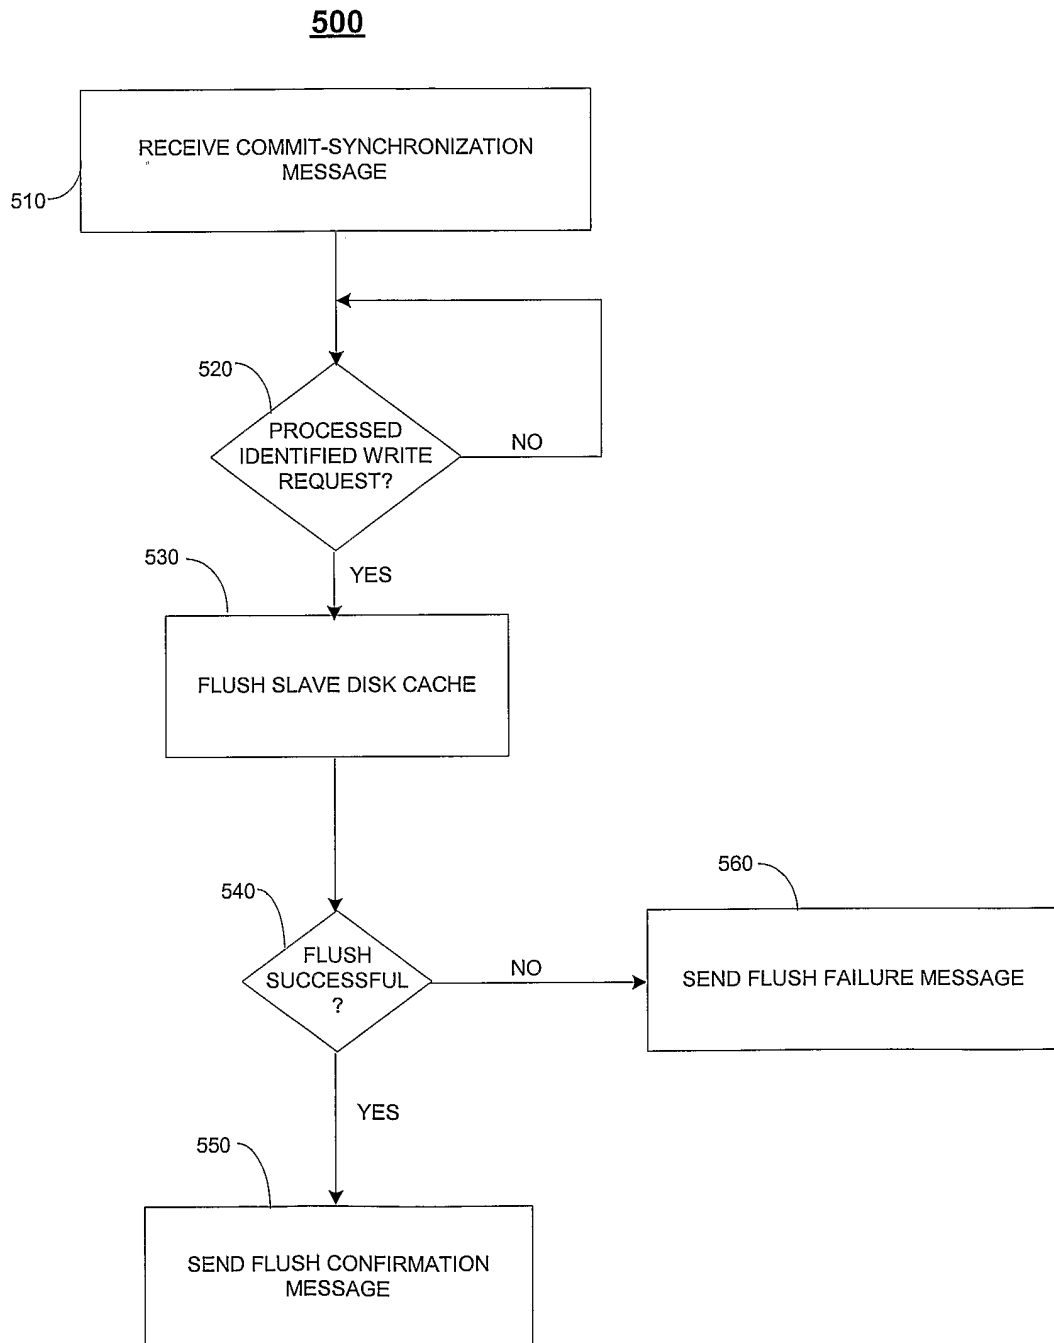 500
RECEIVE COMMIT-SYNCHRONIZATION
MESSAGE
510
520
PROCESSED
IDENTIFIED WRITE
REQUEST?
NO
530
YES
FLUSH SLAVE DISK CACHE
560
540
FLUSH
SUCCESSFUL
?
NO
SEND FLUSH FAILURE MESSAGE
YES
550
SEND FLUSH CONFIRMATION
MESSAGE